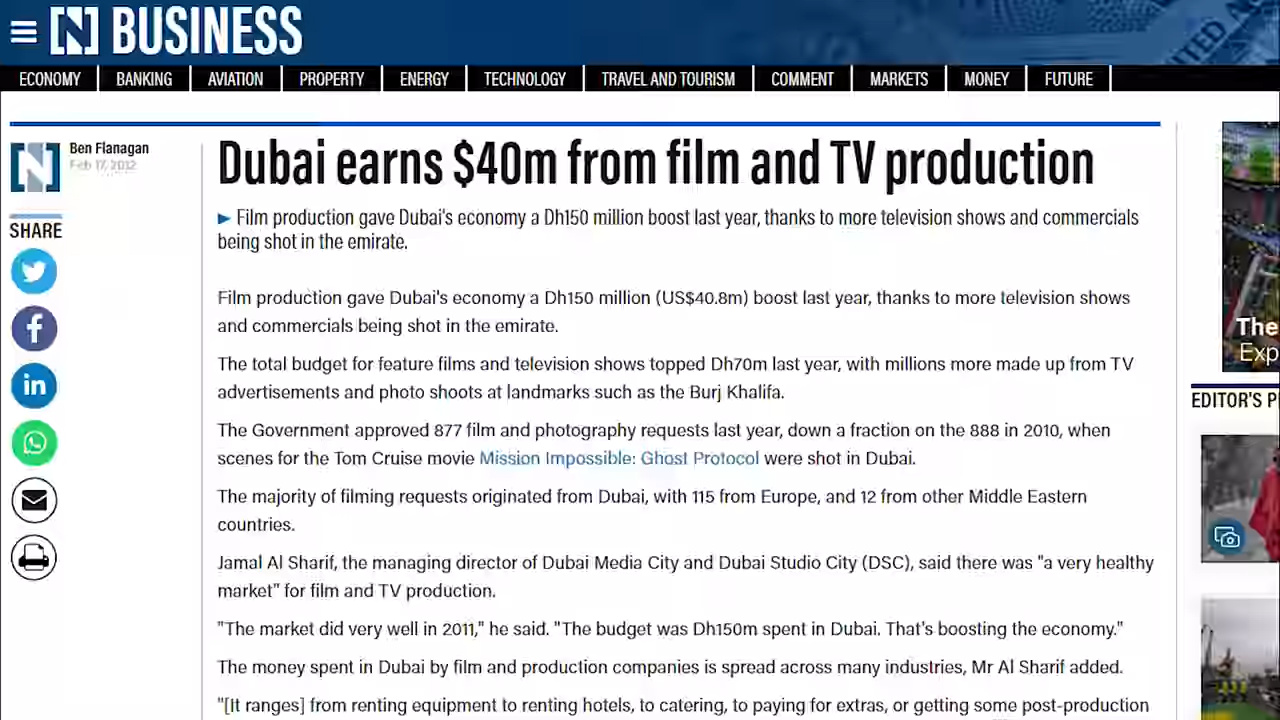 N BUSINESS
ECONOMY BANKING AVIATION PROPERTY ENERGY TECHNOLOGY TRAVEL AND TOURISM COMMENT MARKETS MONEY FUTURE
N
Ben Flanagan
Feb 17, 2012
SHARE
Dubai earns $40m from film and TV production
► Film production gave Dubai's economy a Dh150 million boost last year, thanks to more television shows and commercials
being shot in the emirate.
Film production gave Dubai's economy a Dh150 million (US$40.8m) boost last year, thanks to more television shows
and commercials being shot in the emirate.
The total budget for feature films and television shows topped Dh70m last year, with millions more made up from TV
advertisements and photo shoots at landmarks such as the Burj Khalifa.
The Government approved 877 film and photography requests last year, down a fraction on the 888 in 2010, when
scenes for the Tom Cruise movie Mission Impossible: Ghost Protocol were shot in Dubai.
The majority of filming requests originated from Dubai, with 115 from Europe, and 12 from other Middle Eastern
countries.
Jamal Al Sharif, the managing director of Dubai Media City and Dubai Studio City (DSC), said there was "a very healthy
market" for film and TV production.
"The market did very well in 2011," he said. "The budget was Dh150m spent in Dubai. That's boosting the economy."
The money spent in Dubai by film and production companies is spread across many industries, Mr Al Sharif added.
"[It ranges] from renting equipment to renting hotels, to catering, to paying for extras, or getting some post-production
The
Exp
EDITOR'S P